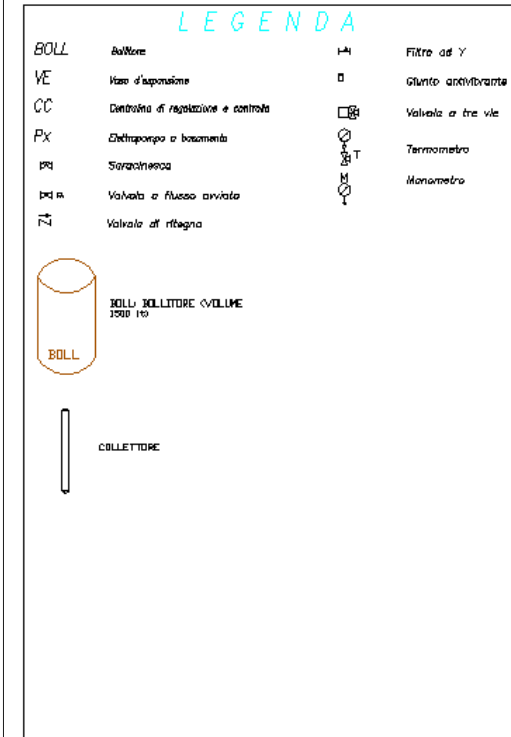 LEGENDA
BOLL Bollitore
VE Vaso d'espansione
CC Centralina di regolazione e controllo
Px Elettropompa a basamento
Saracinesca
Valvola a flusso avviato
Valvola di ritegno
Filtro ad Y
Giunto antivibrante
Valvola a tre vie
T Termometro
M Manometro
BOLL: BOLLITORE (VOLUME
1500 lt)
BOLL
COLLETTORE